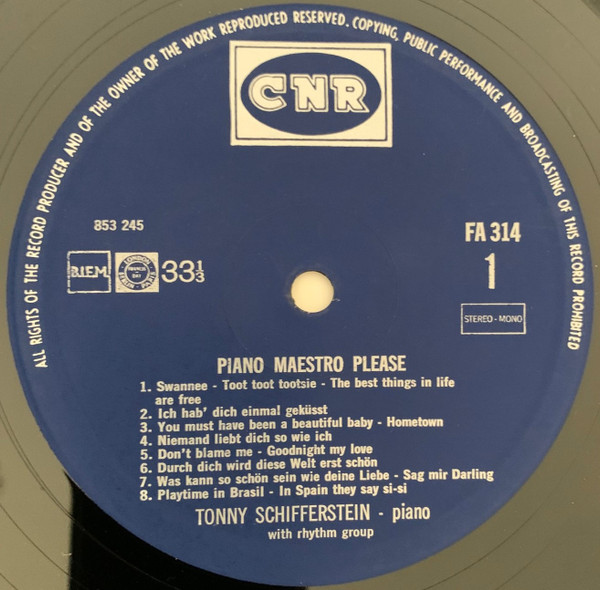 ALL RIGHTS OF THE RECORD PRODUCER AND OF THE OWNER OF THE WORK REPRODUCED RESERVED. COPYING, PUBLIC PERFORMANCE AND BROADCASTING OF THIS RECORD PROHIBITED
CNR
853 245
FA 314
B.I.E.M.
LONDON
FRANCIS
DAY
PARIS
33⅓
1
STEREO - MONO
PIANO MAESTRO PLEASE
1. Swannee - Toot toot tootsie - The best things in life
are free
2. Ich hab' dich einmal geküsst
3. You must have been a beautiful baby - Hometown
4. Niemand liebt dich so wie ich
5. Don't blame me - Goodnight my love
6. Durch dich wird diese Welt erst schön
7. Was kann so schön sein wie deine Liebe - Sag mir Darling
8. Playtime in Brasil - In Spain they say si-si
TONNY SCHIFFERSTEIN - piano
with rhythm group